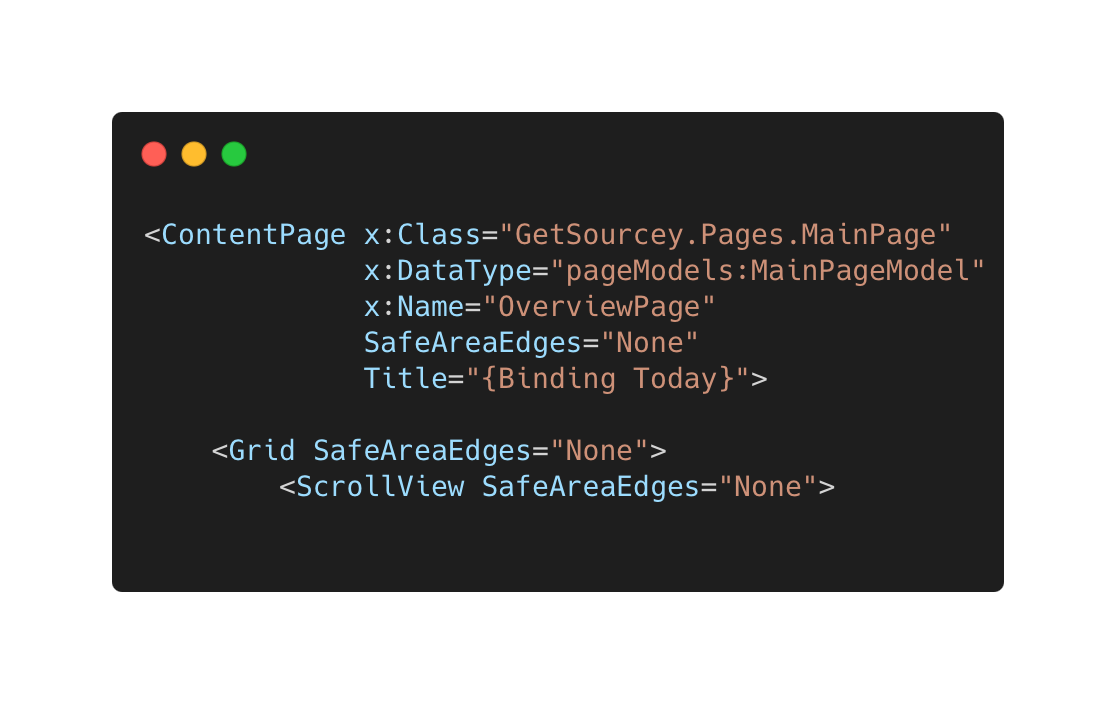 <ContentPage x:Class="GetSourcey.Pages.MainPage"
x:DataType="pageModels:MainPageModel"
x:Name="OverviewPage"
SafeAreaEdges="None"
Title="{Binding Today}">
<Grid SafeAreaEdges="None">
<ScrollView SafeAreaEdges="None">